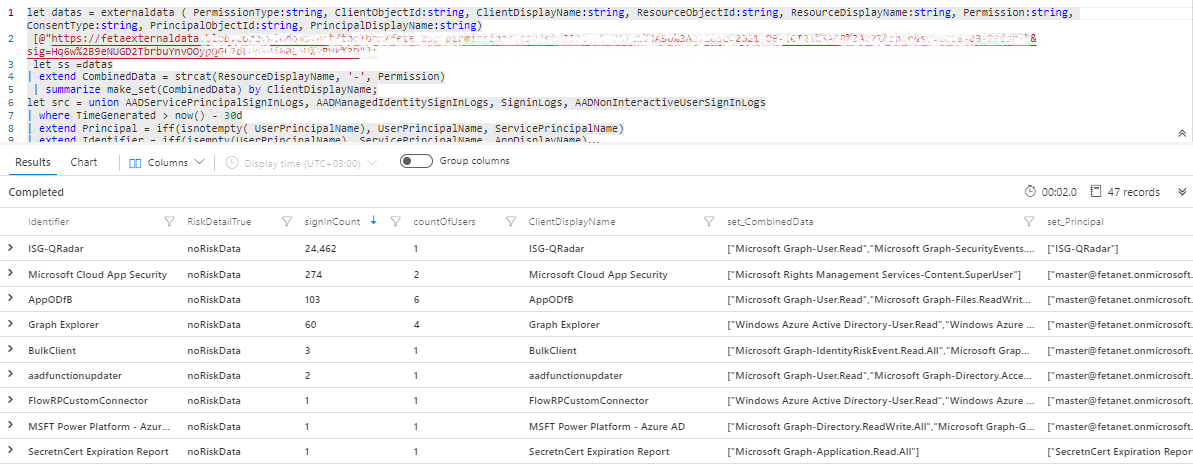 1 let datas = externaldata ( PermissionType:string, ClientObjectId:string, ClientDisplayName:string, ResourceObjectId:string, ResourceDisplayName:string, Permission:string,
ConsentType:string, PrincipalObjectId:string, PrincipalDisplayName:string)
2 [@"https://fetaexternaldata
sig=
3 let ss =datas
4 | extend CombinedData = strcat(ResourceDisplayName, '-', Permission)
5 | summarize make_set(CombinedData) by ClientDisplayName;
6 let src = union AADServicePrincipalSignInLogs, AADManagedIdentitySignInLogs, SigninLogs, AADNonInteractiveUserSignInLogs
7 | where TimeGenerated > now() - 30d
8 | extend Principal = iff(isnotempty( UserPrincipalName), UserPrincipalName, ServicePrincipalName)
9 | extend Identifier = iff(isempty(UserPrincipalName), ServicePrincipalName, AppDisplayName)...
Results Chart Columns Display time (UTC+03:00) Group columns
Completed 00:02.0 47 records
Identifier RiskDetailTrue signInCount countOfUsers ClientDisplayName set_CombinedData set_Principal
ISG-QRadar noRiskData 24,462 1 ISG-QRadar ["Microsoft Graph-User.Read","Microsoft Graph-SecurityEvents.... ["ISG-QRadar"]
Microsoft Cloud App Security noRiskData 274 2 Microsoft Cloud App Security ["Microsoft Rights Management Services-Content.SuperUser"] ["master@fetanet.onmicrosoft.
AppODfB noRiskData 103 6 AppODfB ["Microsoft Graph-User.Read","Microsoft Graph-Files.ReadWrit... ["master@fetanet.onmicrosoft.
Graph Explorer noRiskData 60 4 Graph Explorer ["Windows Azure Active Directory-User.Read","Windows Azure ... ["master@fetanet.onmicrosoft.
BulkClient noRiskData 3 1 BulkClient ["Microsoft Graph-IdentityRiskEvent.Read.All","Microsoft Grap... ["master@fetanet.onmicrosoft.
aadfunctionupdater noRiskData 2 1 aadfunctionupdater ["Microsoft Graph-User.Read","Microsoft Graph-Directory.Acce... ["master@fetanet.onmicrosoft.
FlowRPCustomConnector noRiskData 1 1 FlowRPCustomConnector ["Windows Azure Active Directory-User.Read","Windows Azure ... ["master@fetanet.onmicrosoft.
MSFT Power Platform - Azur... noRiskData 1 1 MSFT Power Platform - Azure AD ["Microsoft Graph-Directory.ReadWrite.All","Microsoft Graph-G... ["master@fetanet.onmicrosoft.
SecretnCert Expiration Report noRiskData 1 1 SecretnCert Expiration Report ["Microsoft Graph-Application.Read.All"] ["SecretnCert Expiration Repor